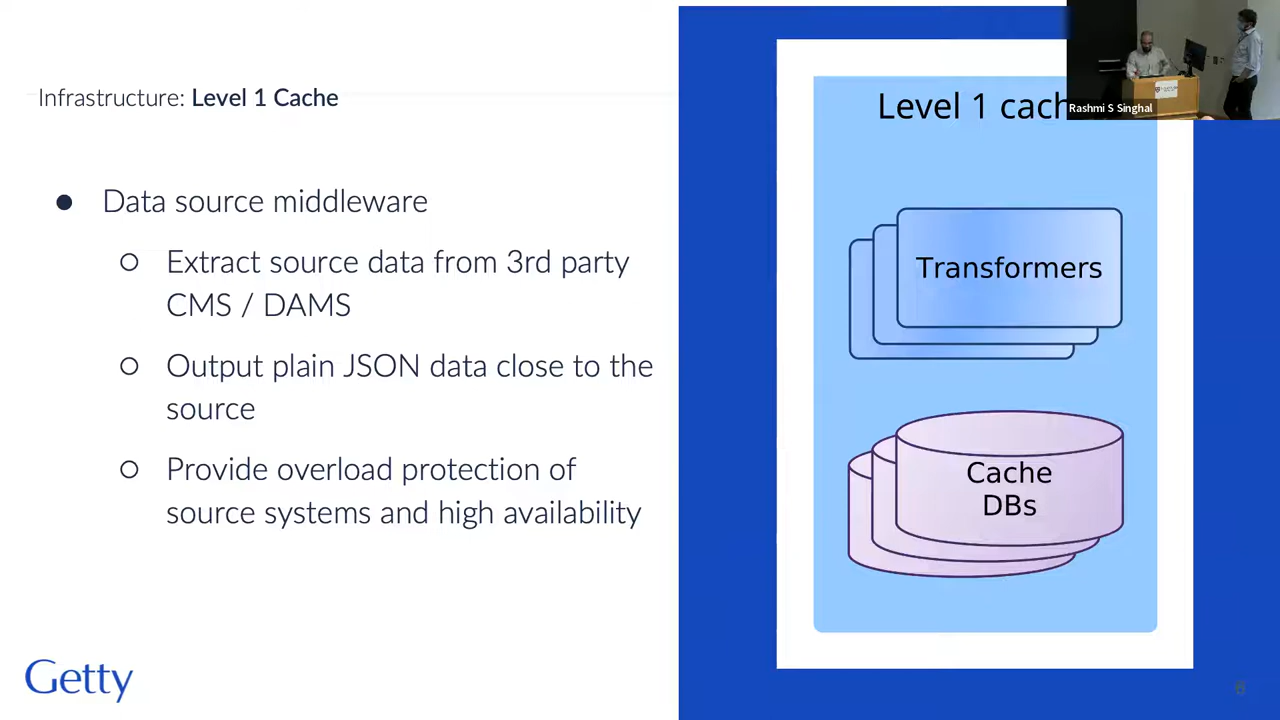 Infrastructure: Level 1 Cache
Data source middleware
Extract source data from 3rd party
CMS / DAMS
Output plain JSON data close to the
source
Provide overload protection of
source systems and high availability
Getty
Level 1 cach
Transformers
Cache
DBs
Rashmi S Singhal